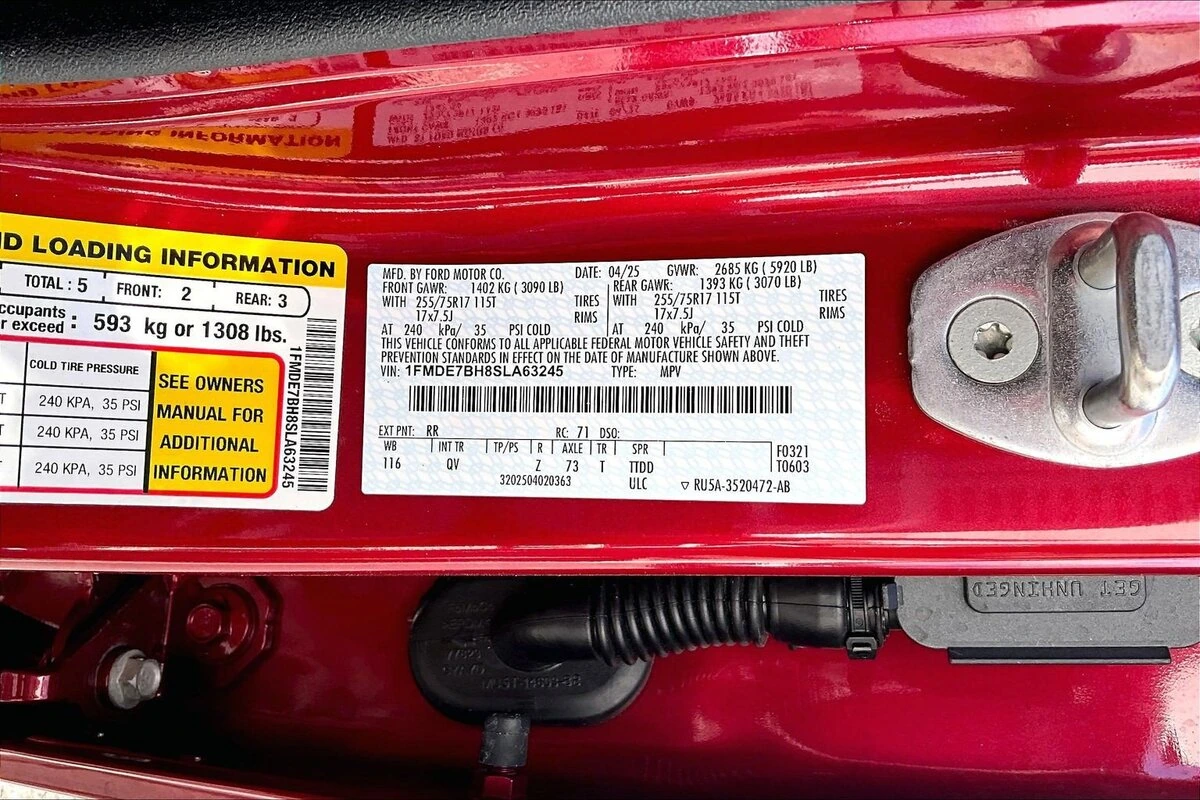 ND LOADING INFORMATION
TOTAL : 5 FRONT: 2 REAR: 3
ccupants
r exceed : 593 kg or 1308 lbs.
COLD TIRE PRESSURE
T 240 KPA, 35 PSI
T 240 KPA, 35 PSI
T 240 KPA, 35 PSI
SEE OWNERS
MANUAL FOR
ADDITIONAL
INFORMATION
1FMDE7BH8SLA63245
MFD. BY FORD MOTOR CO. DATE: 04/25 GVWR: 2685 KG ( 5920 LB)
FRONT GAWR: 1402 KG ( 3090 LB) REAR GAWR: 1393 KG ( 3070 LB)
WITH 255/75R17 115T TIRES WITH 255/75R17 115T TIRES
17x7.5J RIMS 17x7.5J RIMS
AT 240 kPa/ 35 PSI COLD AT 240 kPa/ 35 PSI COLD
THIS VEHICLE CONFORMS TO ALL APPLICABLE FEDERAL MOTOR VEHICLE SAFETY AND THEFT
PREVENTION STANDARDS IN EFFECT ON THE DATE OF MANUFACTURE SHOWN ABOVE.
VIN: 1FMDE7BH8SLA63245 TYPE: MPV
EXT PNT: RR RC: 71 DSO:
WB INT TR TP/PS R AXLE TR SPR F0321
116 QV Z 73 T TTDD T0603
3202504020363 ULC ▽ RU5A-3520472-AB
GET UNHINGED